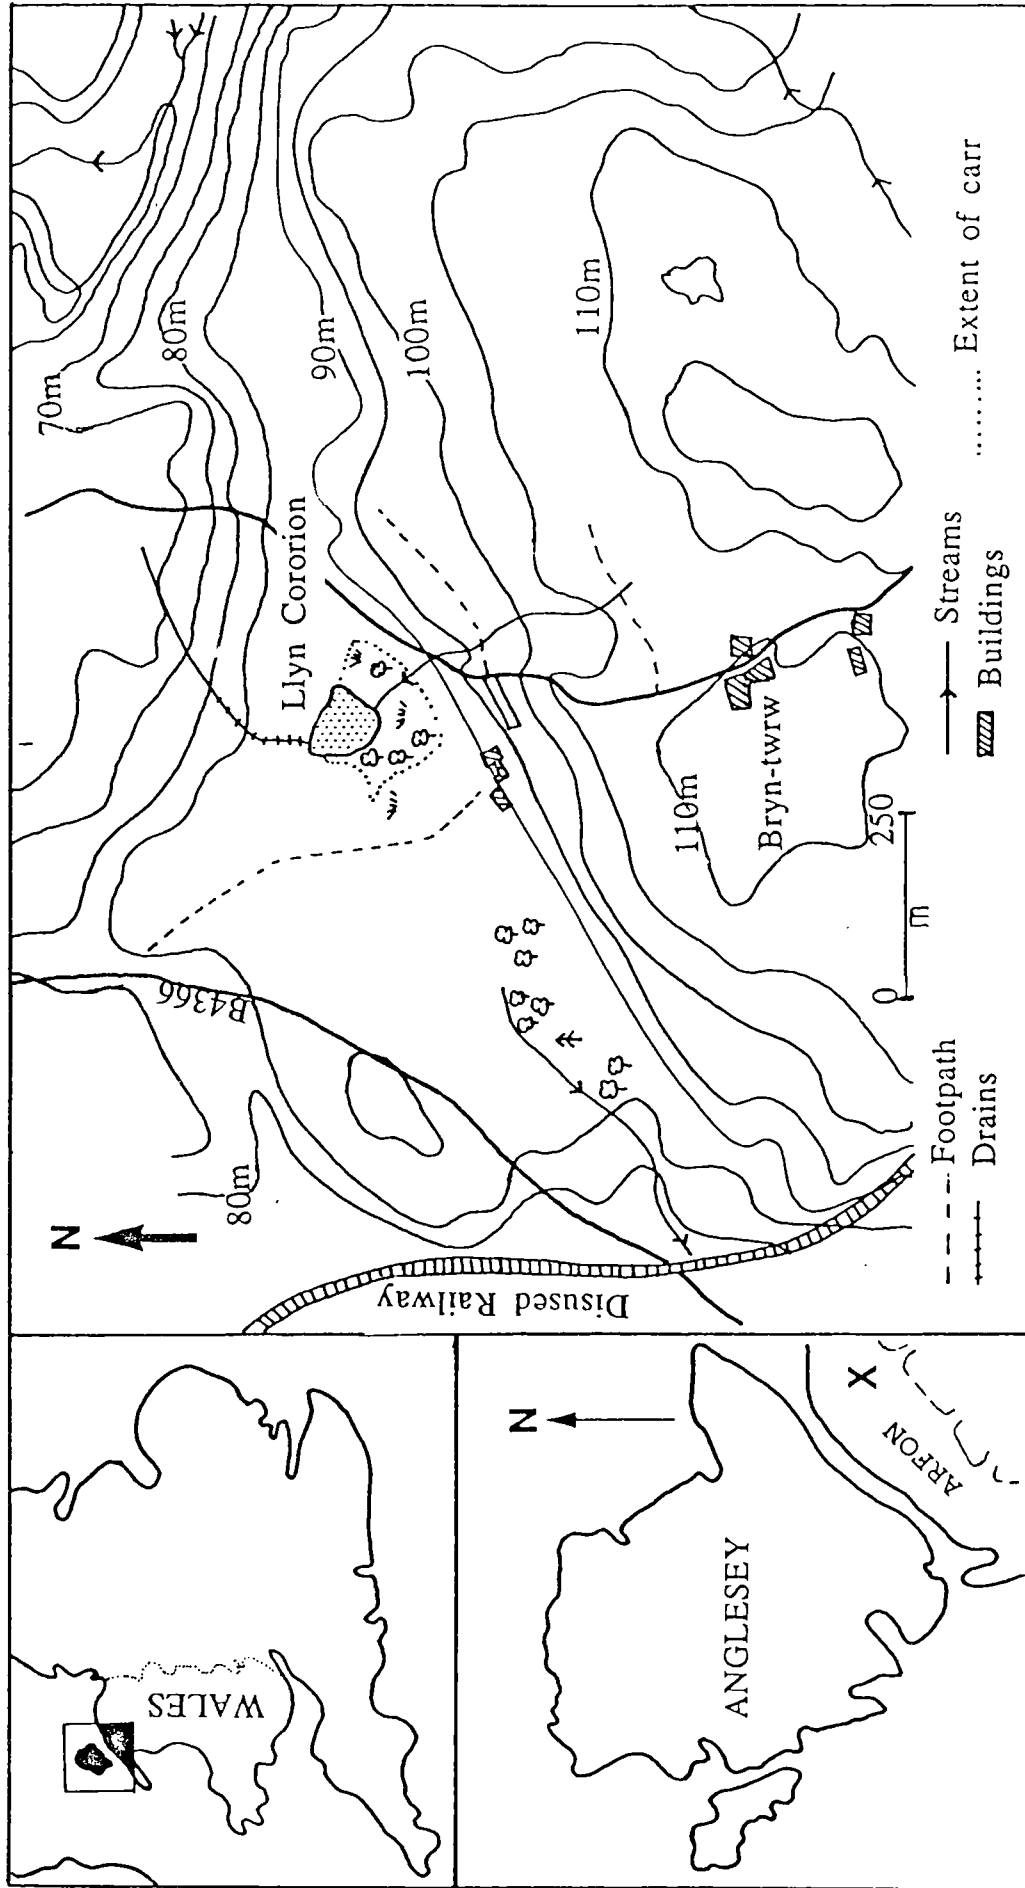 N
WALES
N
ANGLESEY
ARFON
X
N
70m
80m
90m
100m
110m
80m
B4366
Llyn Cororion
Disused Railway
110m
Bryn-twrw
0 250
m
Footpath
Drains
Streams
Buildings
Extent of carr